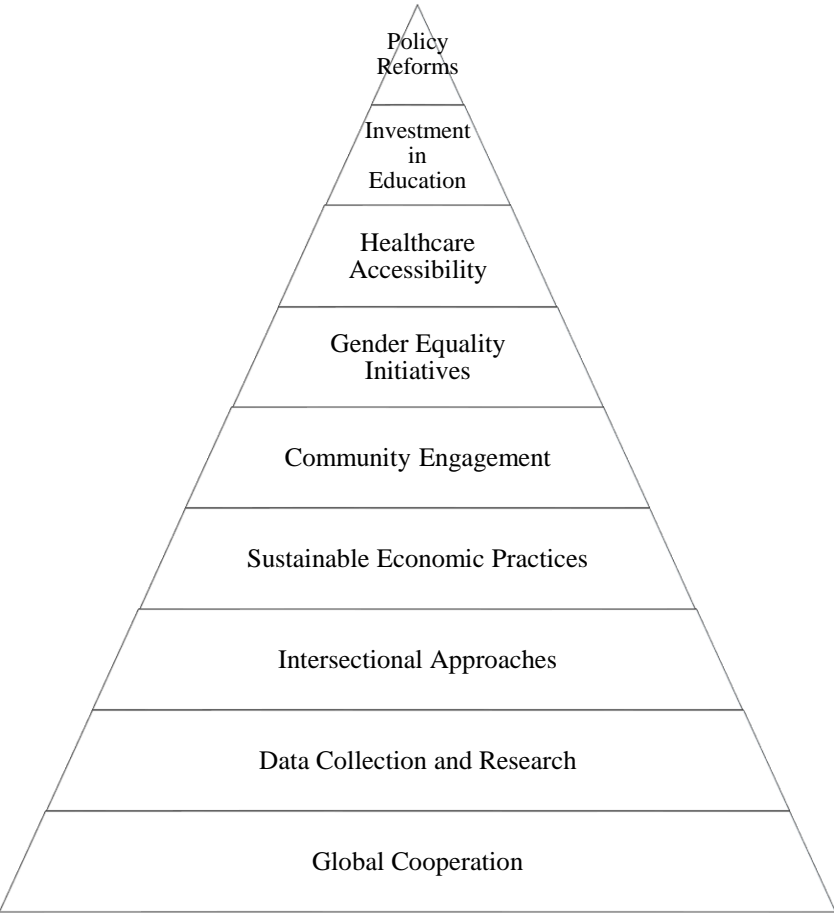 Policy
Reforms
Investment
in
Education
Healthcare
Accessibility
Gender Equality
Initiatives
Community Engagement
Sustainable Economic Practices
Intersectional Approaches
Data Collection and Research
Global Cooperation